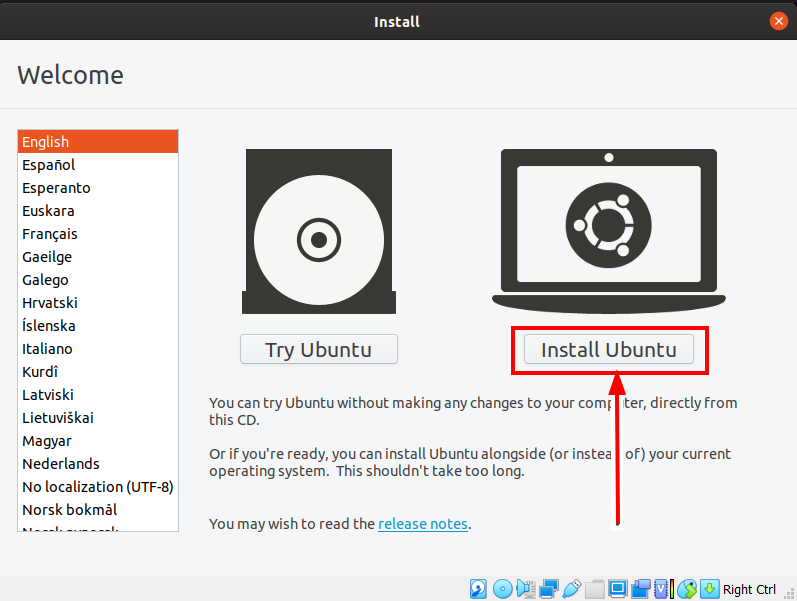 Install
Welcome
English
Español
Esperanto
Euskara
Français
Gaeilge
Galego
Hrvatski
Íslenska
Italiano
Kurdî
Latviski
Lietuviškai
Magyar
Nederlands
No localization (UTF-8)
Norsk bokmål
Norsk nynorsk
Try Ubuntu
Install Ubuntu
You can try Ubuntu without making any changes to your computer, directly from
this CD.
Or if you're ready, you can install Ubuntu alongside (or instead of) your current
operating system. This shouldn't take too long.
You may wish to read the release notes.
Right Ctrl